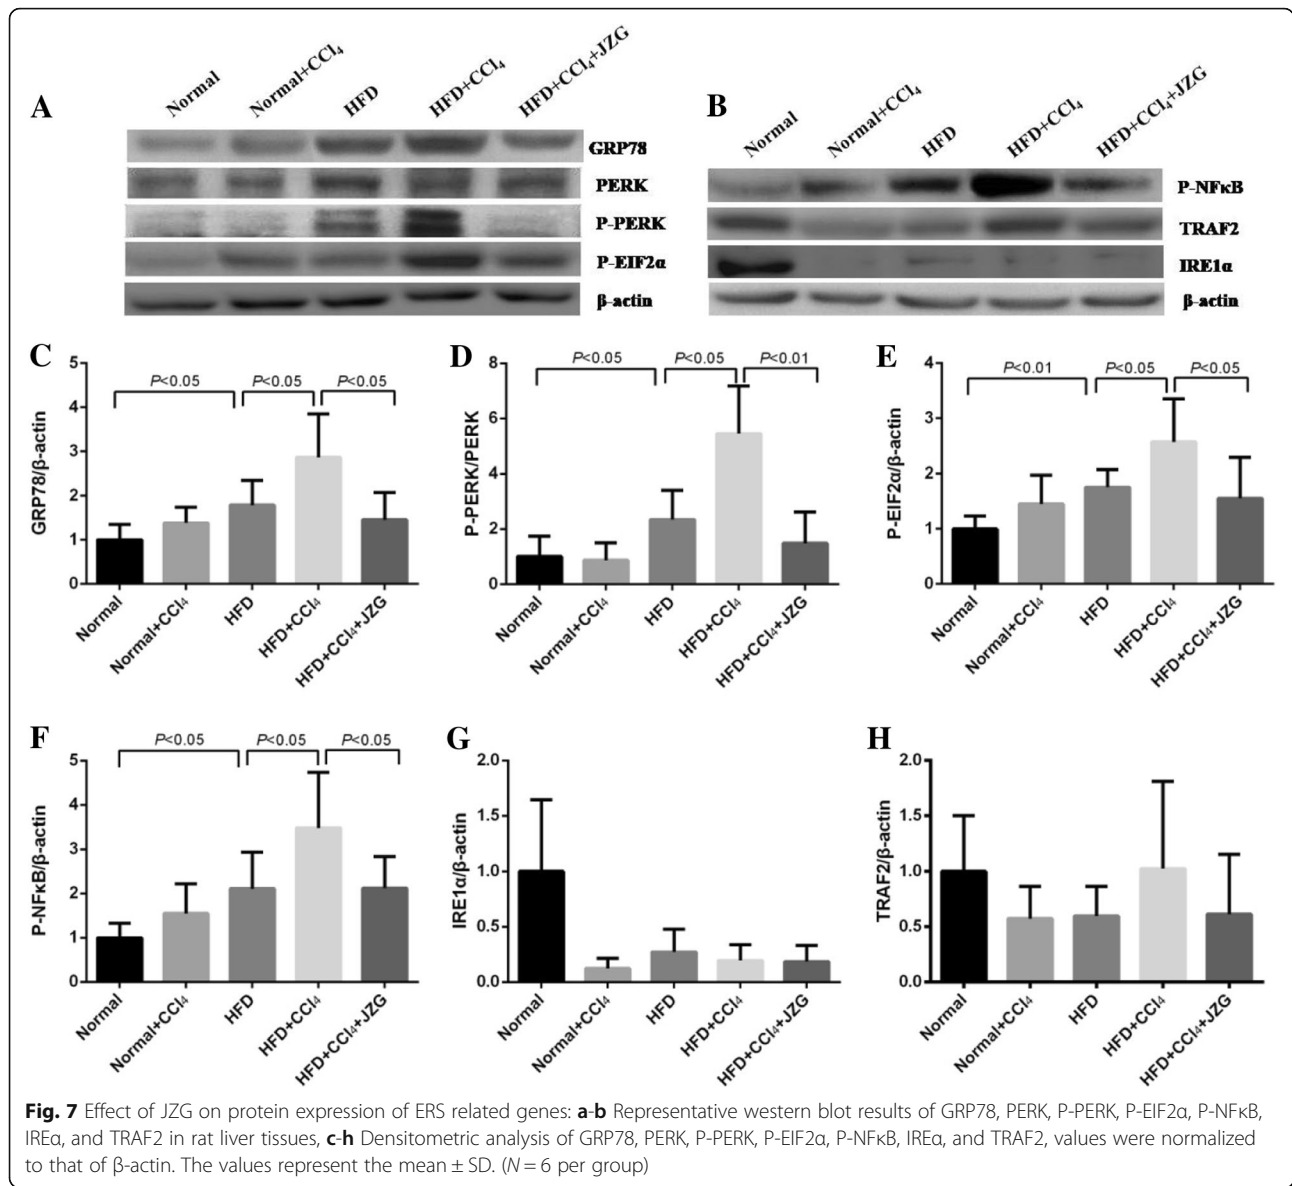 A
Normal
Normal+CCl₄
HFD
HFD+CCl₄
HFD+CCl₄+JZG
GRP78
PERK
P-PERK
P-EIF2α
β-actin
B
Normal
Normal+CCl₄
HFD
HFD+CCl₄
HFD+CCl₄+JZG
P-NFκB
TRAF2
IRE1α
β-actin
C
GRP78/β-actin
5
4
3
2
1
0
P<0.05
P<0.05
P<0.05
Normal
Normal+CCl₄
HFD
HFD+CCl₄
HFD+CCl₄+JZG
D
P-PERK/PERK
8
6
4
2
0
P<0.05
P<0.05
P<0.01
Normal
Normal+CCl₄
HFD
HFD+CCl₄
HFD+CCl₄+JZG
E
P-EIF2α/β-actin
4
3
2
1
0
P<0.01
P<0.05
P<0.05
Normal
Normal+CCl₄
HFD
HFD+CCl₄
HFD+CCl₄+JZG
F
P-NFκB/β-actin
5
4
3
2
1
0
P<0.05
P<0.05
P<0.05
Normal
Normal+CCl₄
HFD
HFD+CCl₄
HFD+CCl₄+JZG
G
IRE1α/β-actin
2.0
1.5
1.0
0.5
0.0
Normal
Normal+CCl₄
HFD
HFD+CCl₄
HFD+CCl₄+JZG
H
TRAF2/β-actin
2.0
1.5
1.0
0.5
0.0
Normal
Normal+CCl₄
HFD
HFD+CCl₄
HFD+CCl₄+JZG
Fig. 7 Effect of JZG on protein expression of ERS related genes: a-b Representative western blot results of GRP78, PERK, P-PERK, P-EIF2α, P-NFκB,
IREα, and TRAF2 in rat liver tissues, c-h Densitometric analysis of GRP78, PERK, P-PERK, P-EIF2α, P-NFκB, IREα, and TRAF2, values were normalized
to that of β-actin. The values represent the mean ± SD. (N = 6 per group)